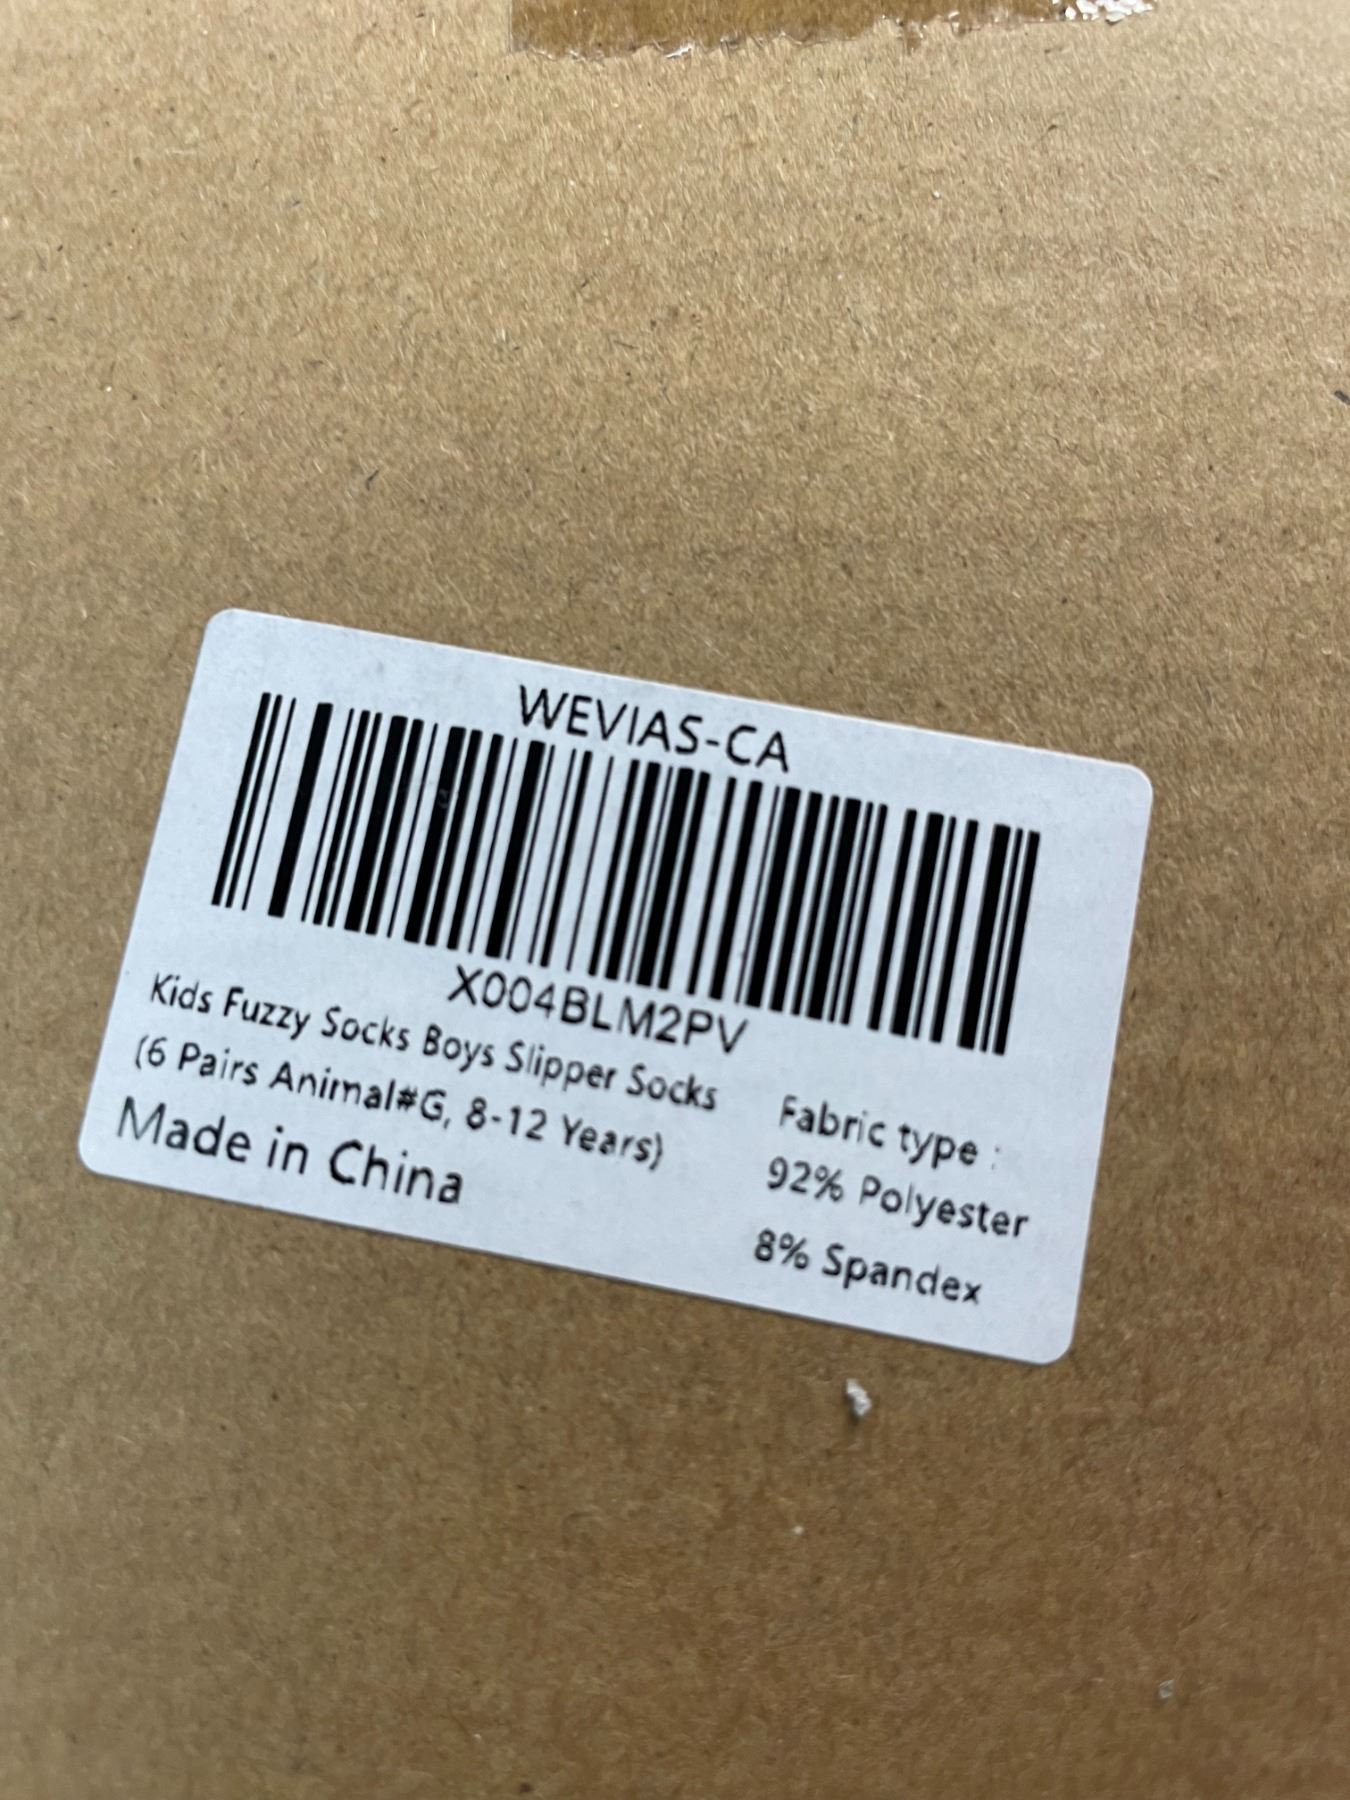 WEVIAS-CA
X004BLM2PV
Kids Fuzzy Socks Boys Slipper Socks
(6 Pairs Animal#G, 8-12 Years)
Made in China
Fabric type :
92% Polyester
8% Spandex